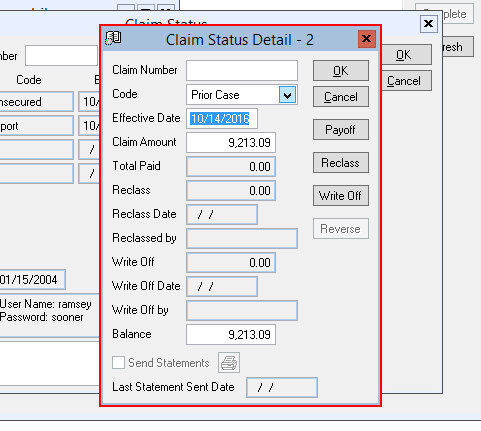 Claim Status
Complete
Claim Status Detail - 2
OK
Cancel
Code
nsecured
10/
port
10/
/
/
01/15/2004
User Name: ramsey
Password: sooner
Claim Number
OK
Code
Prior Case
Cancel
Effective Date
10/14/2016
Payoff
Claim Amount
9,213.09
Total Paid
0.00
Reclass
Reclass
0.00
Write Off
Reclass Date
/ /
Reverse
Reclassed by
Write Off
0.00
Write Off Date
/ /
Write Off by
Balance
9,213.09
Send Statements
Last Statement Sent Date
/ /